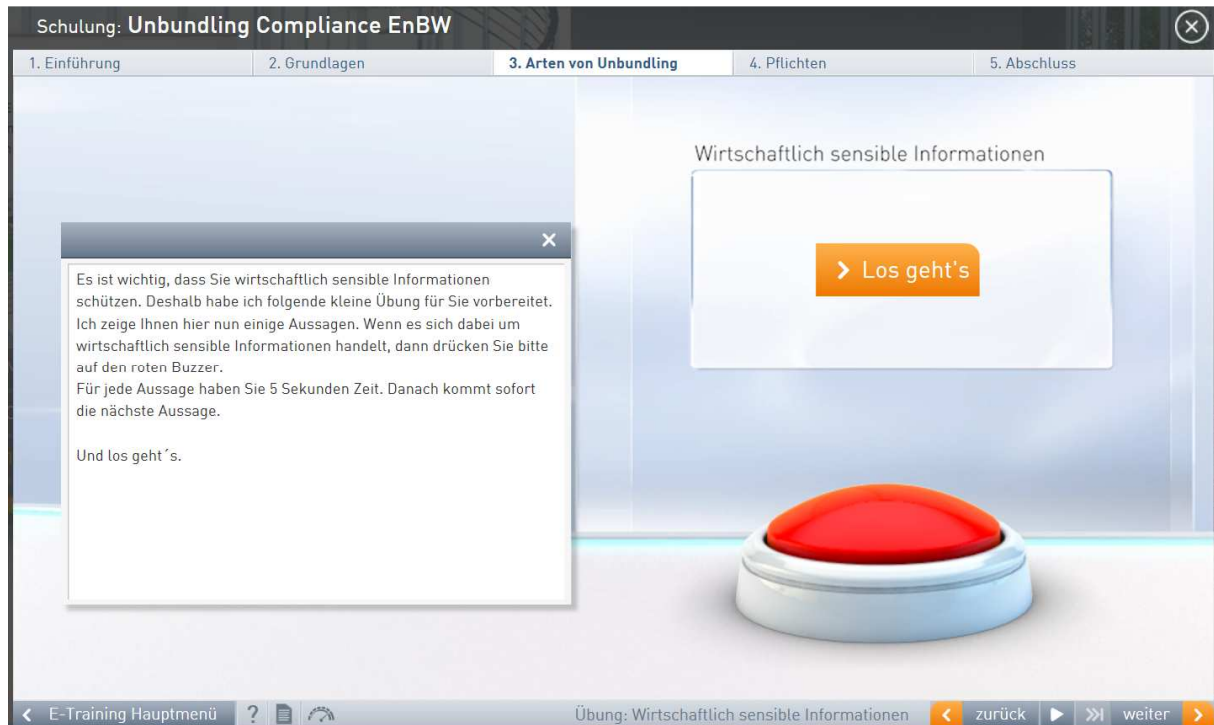 Schulung: Unbundling Compliance EnBW
1. Einführung
2. Grundlagen
3. Arten von Unbundling
4. Pflichten
5. Abschluss
Wirtschaftlich sensible Informationen
Los geht's
Es ist wichtig, dass Sie wirtschaftlich sensible Informationen
schützen. Deshalb habe ich folgende kleine Übung für Sie vorbereitet.
Ich zeige Ihnen hier nun einige Aussagen. Wenn es sich dabei um
wirtschaftlich sensible Informationen handelt, dann drücken Sie bitte
auf den roten Buzzer.
Für jede Aussage haben Sie 5 Sekunden Zeit. Danach kommt sofort
die nächste Aussage.
Und los geht´s.
E-Training Hauptmenü
?
Übung: Wirtschaftlich sensible Informationen
zurück
weiter